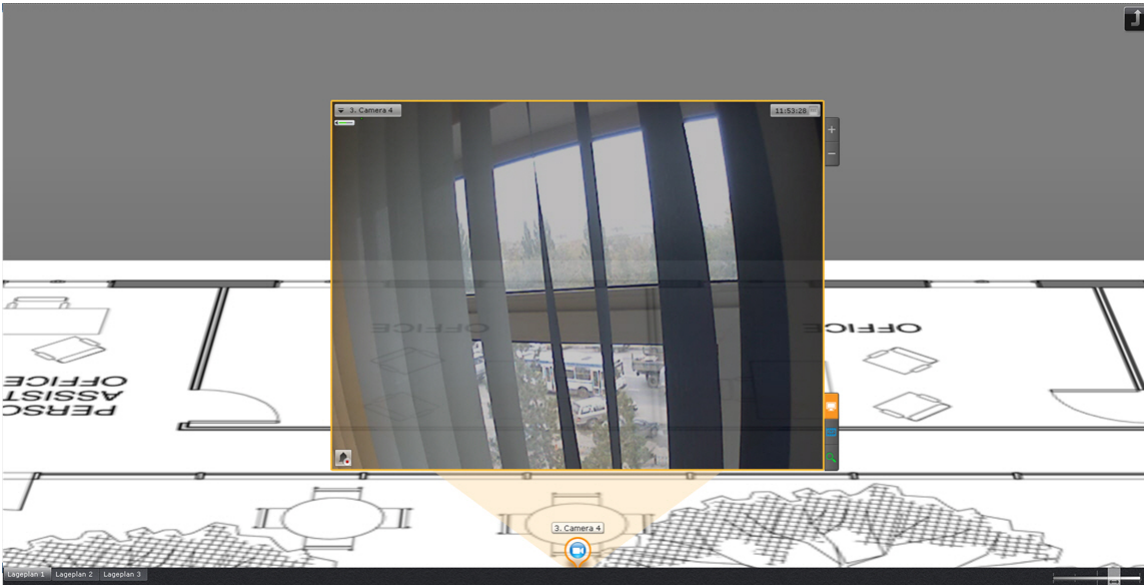 3. Camera 4
11:53:28
OFFICE
OFFICE
PERSO
ASSIST
OFFICE
3. Camera 4
Lageplan 1
Lageplan 2
Lageplan 3